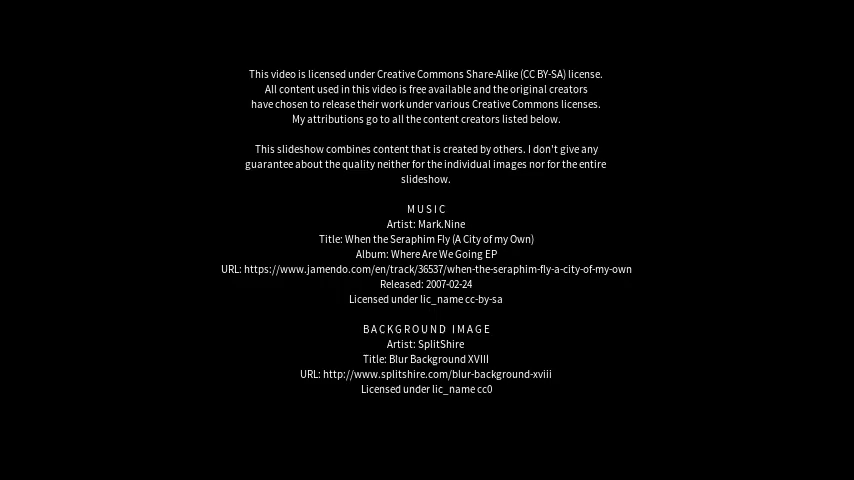 This video is licensed under Creative Commons Share-Alike (CC BY-SA) license.
All content used in this video is free available and the original creators
have chosen to release their work under various Creative Commons licenses.
My attributions go to all the content creators listed below.
This slideshow combines content that is created by others. I don't give any
guarantee about the quality neither for the individual images nor for the entire
slideshow.
MUSIC
Artist: Mark.Nine
Title: When the Seraphim Fly (A City of my Own)
Album: Where Are We Going EP
URL: https://www.jamendo.com/en/track/36537/when-the-seraphim-fly-a-city-of-my-own
Released: 2007-02-24
Licensed under lic_name cc-by-sa
BACKGROUND IMAGE
Artist: SplitShire
Title: Blur Background XVIII
URL: http://www.splitshire.com/blur-background-xviii
Licensed under lic_name cc0